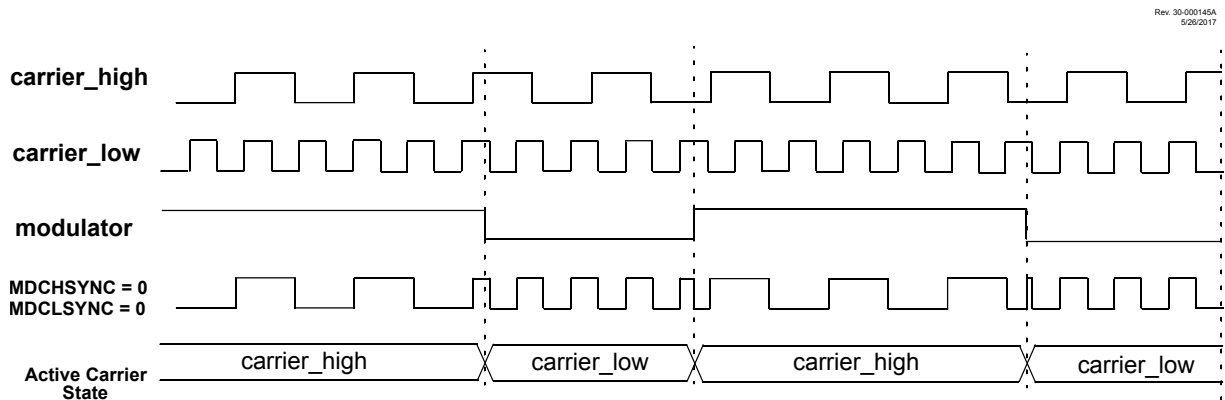 Rev. 30-000145A
5/26/2017
carrier_high
carrier_low
modulator
MDCHSYNC = 0
MDCLSYNC = 0
Active Carrier
State
carrier_high
carrier_low
carrier_high
carrier_low